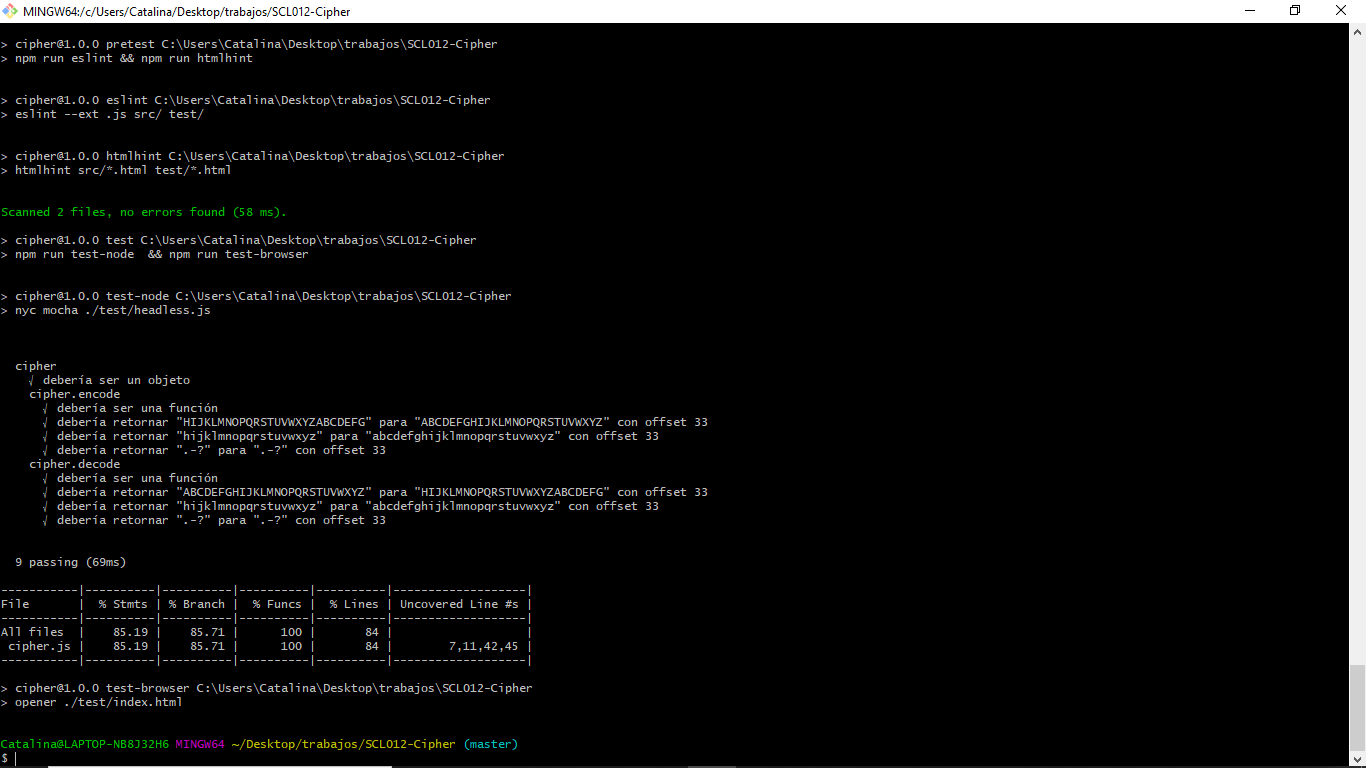 MINGW64:/c/Users/Catalina/Desktop/trabajos/SCL012-Cipher
> cipher@1.0.0 pretest C:\Users\Catalina\Desktop\trabajos\SCL012-Cipher
> npm run eslint && npm run htmlhint
> cipher@1.0.0 eslint C:\Users\Catalina\Desktop\trabajos\SCL012-Cipher
> eslint --ext .js src/ test/
> cipher@1.0.0 htmlhint C:\Users\Catalina\Desktop\trabajos\SCL012-Cipher
> htmlhint src/*.html test/*.html
Scanned 2 files, no errors found (58 ms).
> cipher@1.0.0 test C:\Users\Catalina\Desktop\trabajos\SCL012-Cipher
> npm run test-node  && npm run test-browser
> cipher@1.0.0 test-node C:\Users\Catalina\Desktop\trabajos\SCL012-Cipher
> nyc mocha ./test/headless.js
  cipher
    √ debería ser un objeto
    cipher.encode
      √ debería ser una función
      √ debería retornar "HIJKLMNOPQRSTUVWXYZABCDEFG" para "ABCDEFGHIJKLMNOPQRSTUVWXYZ" con offset 33
      √ debería retornar "hijklmnopqrstuvwxyz" para "abcdefghijklmnopqrstuvwxyz" con offset 33
      √ debería retornar ".-?" para ".-?" con offset 33
    cipher.decode
      √ debería ser una función
      √ debería retornar "ABCDEFGHIJKLMNOPQRSTUVWXYZ" para "HIJKLMNOPQRSTUVWXYZABCDEFG" con offset 33
      √ debería retornar "hijklmnopqrstuvwxyz" para "abcdefghijklmnopqrstuvwxyz" con offset 33
      √ debería retornar ".-?" para ".-?" con offset 33
  9 passing (69ms)
-----------|----------|----------|----------|----------|-------------------|
File       |  % Stmts | % Branch |  % Funcs |  % Lines | Uncovered Line #s |
-----------|----------|----------|----------|----------|-------------------|
All files  |    85.19 |    85.71 |      100 |       84 |                   |
 cipher.js |    85.19 |    85.71 |      100 |       84 |        7,11,42,45 |
-----------|----------|----------|----------|----------|-------------------|
> cipher@1.0.0 test-browser C:\Users\Catalina\Desktop\trabajos\SCL012-Cipher
> opener ./test/index.html
Catalina@LAPTOP-NB8J32H6 MINGW64 ~/Desktop/trabajos/SCL012-Cipher (master)
$